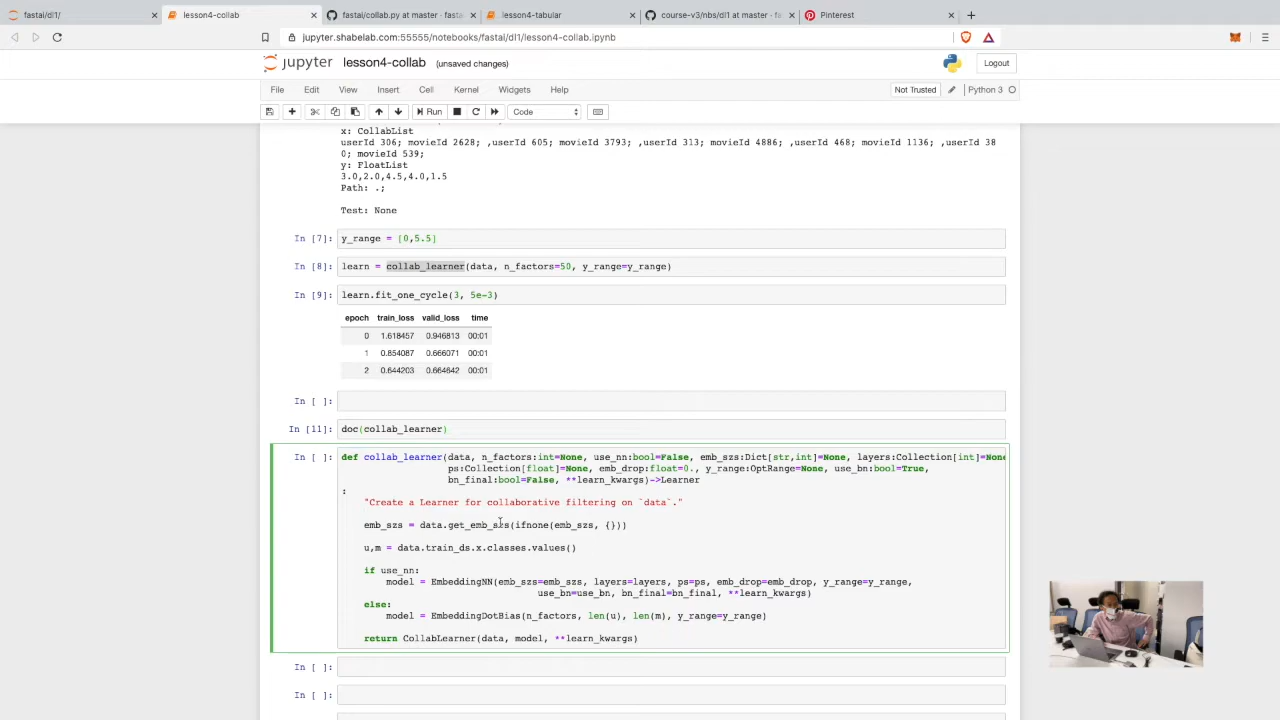 fastai/dl1/
lesson4-collab
fastai/collab.py at master · fasta
lesson4-tabular
course-v3/nbs/dl1 at master · fa
Pinterest
jupyter.shabelab.com:55555/notebooks/fastai/dl1/lesson4-collab.ipynb
jupyter lesson4-collab (unsaved changes)
Logout
File Edit View Insert Cell Kernel Widgets Help
Not Trusted
Python 3
Run
Code
x: CollabList
userId 306; movieId 2628; ,userId 605; movieId 3793; ,userId 313; movieId 4886; ,userId 468; movieId 1136; ,userId 38
0; movieId 539;
y: FloatList
3.0,2.0,4.5,4.0,1.5
Path: .;
Test: None
In [7]: y_range = [0,5.5]
In [8]: learn = collab_learner(data, n_factors=50, y_range=y_range)
In [9]: learn.fit_one_cycle(3, 5e-3)
epoch train_loss valid_loss time
0 1.618457 0.946813 00:01
1 0.854087 0.666071 00:01
2 0.644203 0.664642 00:01
In [ ]:
In [11]: doc(collab_learner)
In [ ]: def collab_learner(data, n_factors:int=None, use_nn:bool=False, emb_szs:Dict[str,int]=None, layers:Collection[int]=None
ps:Collection[float]=None, emb_drop:float=0., y_range:OptRange=None, use_bn:bool=True,
bn_final:bool=False, **learn_kwargs)->Learner
:
"Create a Learner for collaborative filtering on `data`."
emb_szs = data.get_emb_szs(ifnone(emb_szs, {}))
u,m = data.train_ds.x.classes.values()
if use_nn:
model = EmbeddingNN(emb_szs=emb_szs, layers=layers, ps=ps, emb_drop=emb_drop, y_range=y_range,
use_bn=use_bn, bn_final=bn_final, **learn_kwargs)
else:
model = EmbeddingDotBias(n_factors, len(u), len(m), y_range=y_range)
return CollabLearner(data, model, **learn_kwargs)
In [ ]:
In [ ]: